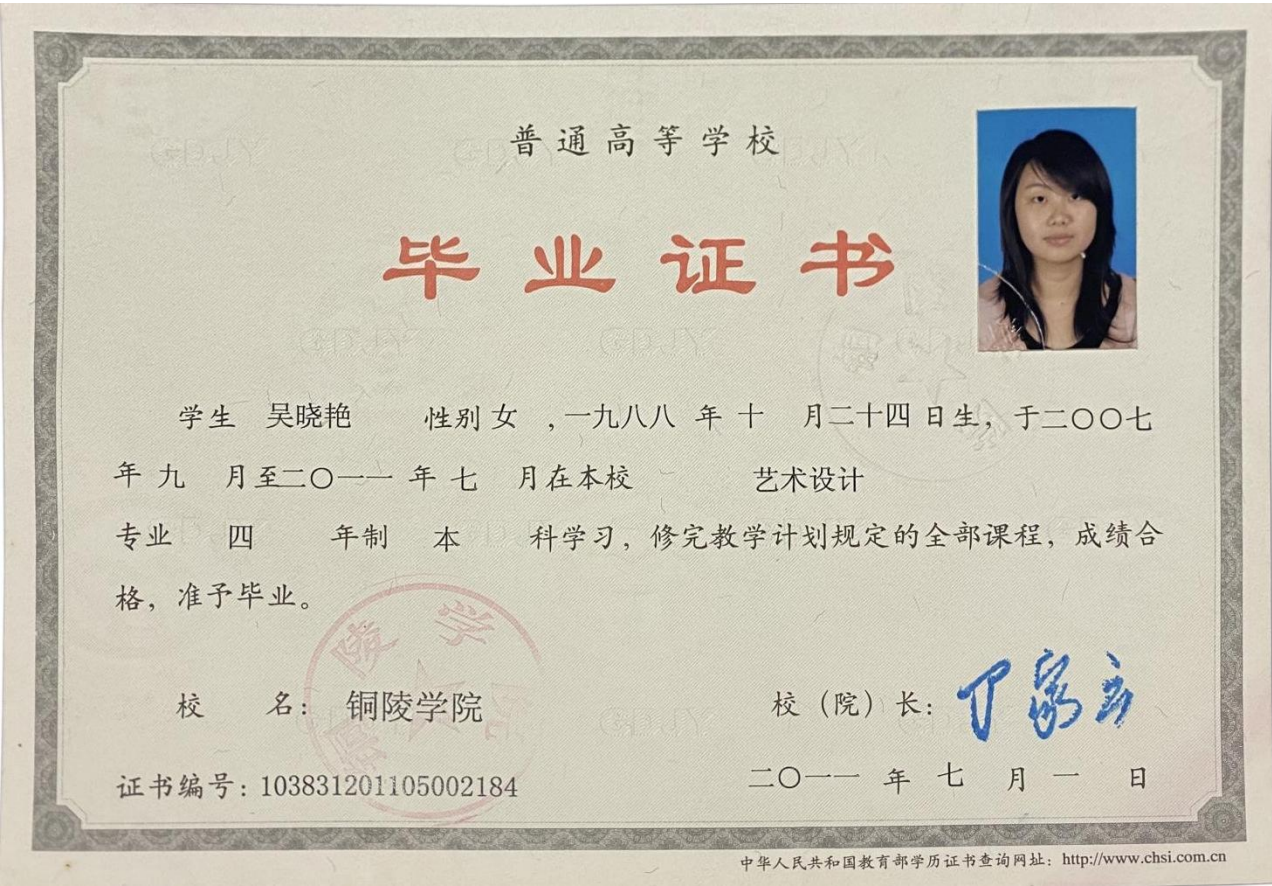 普通高等学校
毕业证书
学生 吴晓艳 性别 女 ,一九八八 年 十 月二十四 日生, 于二〇〇七
年 九 月至二〇一一 年 七 月在本校 艺术设计
专业 四 年制 本 科学习, 修完教学计划规定的全部课程, 成绩合
格, 准予毕业。
校 名: 铜陵学院
校 (院) 长: 丁家云
证书编号: 103831201105002184
二〇一一 年 七 月 一 日
中华人民共和国教育部学历证书查询网址: http://www.chsi.com.cn